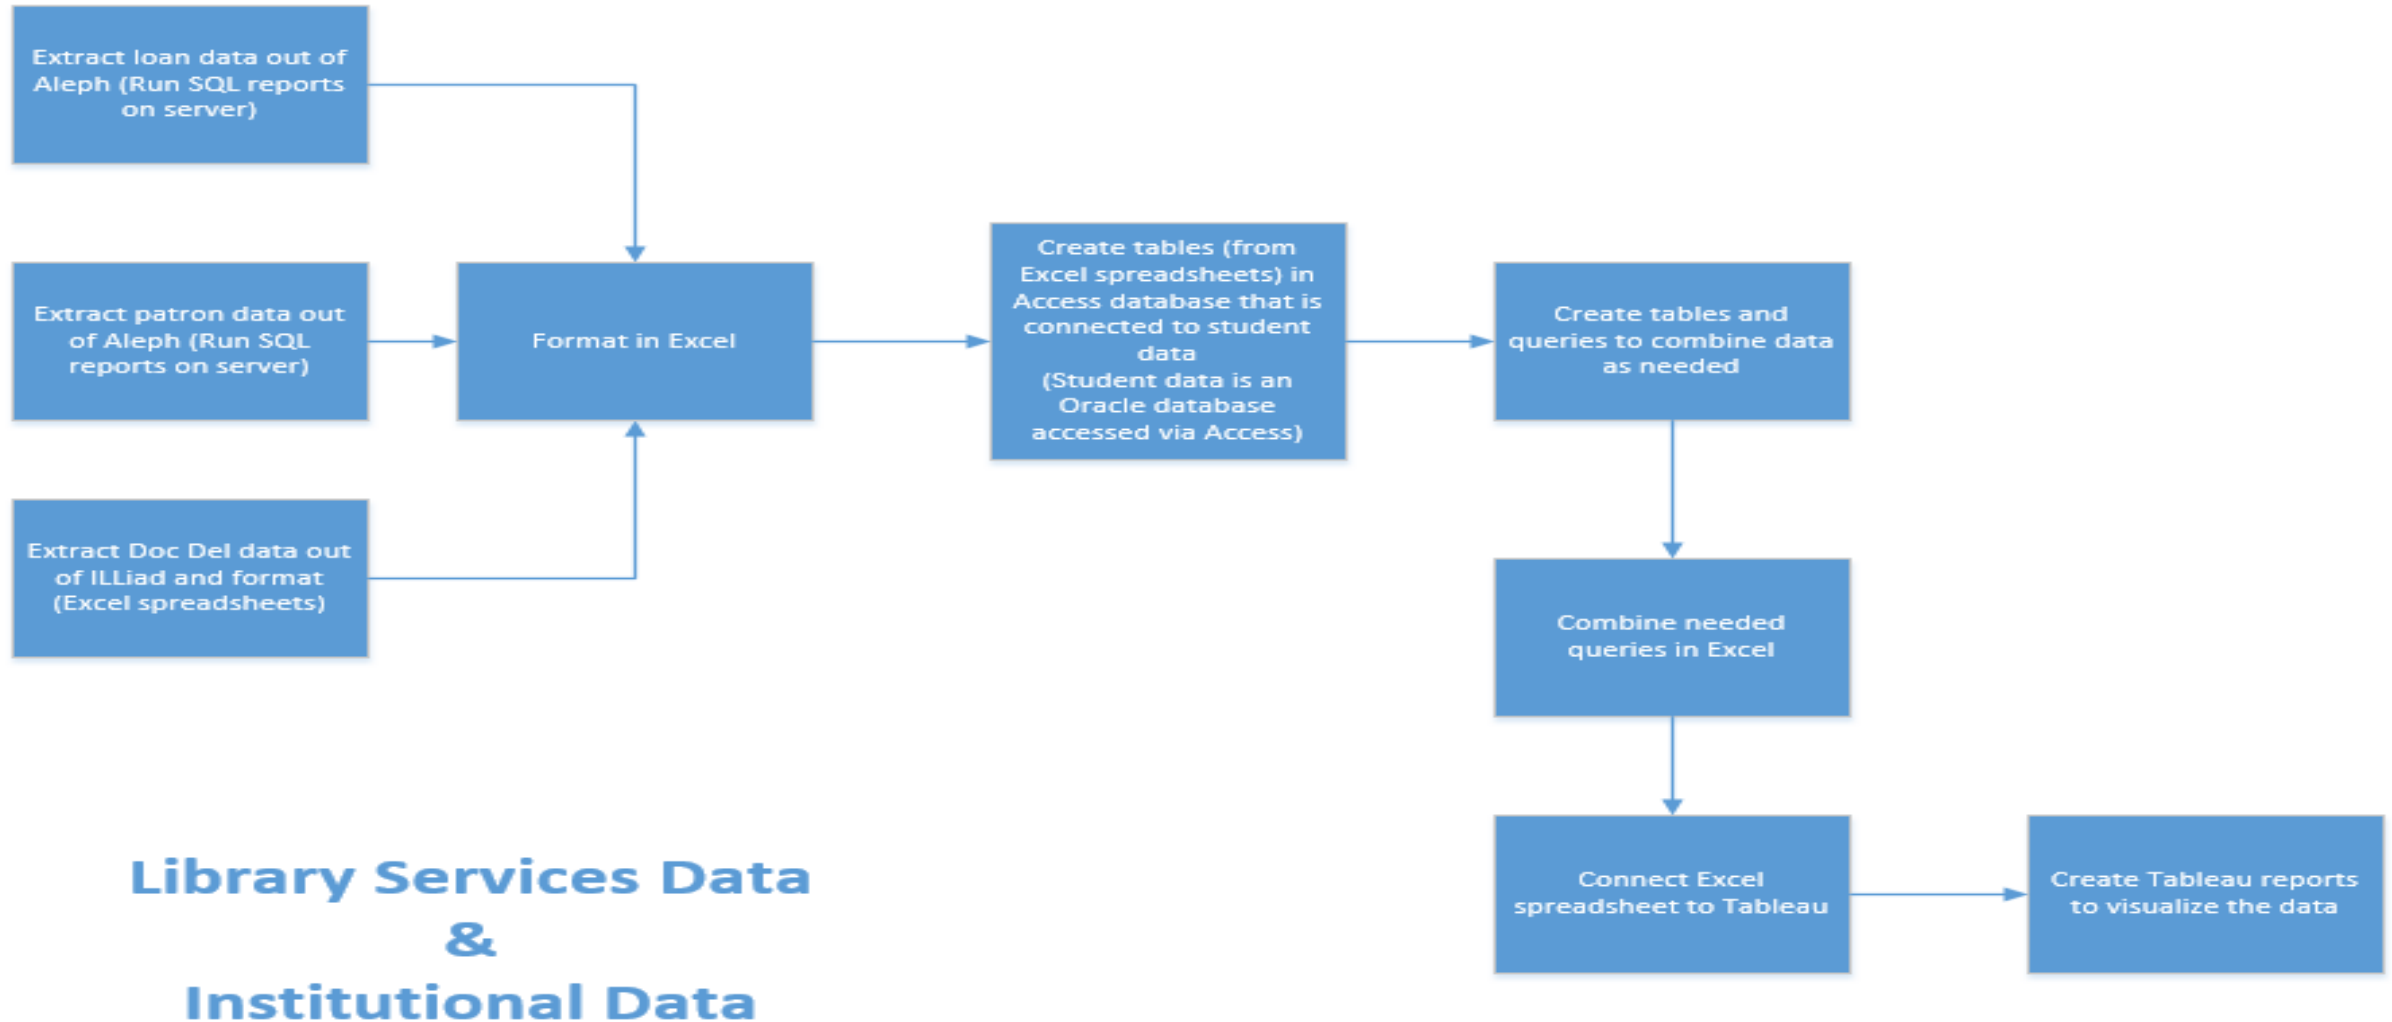 Extract loan data out of
Aleph (Run SQL reports
on server)
Extract patron data out
of Aleph (Run SQL
reports on server)
Extract Doc Del data out
of ILLiad and format
(Excel spreadsheets)
Format in Excel
Create tables (from
Excel spreadsheets) in
Access database that is
connected to student
data
(Student data is an
Oracle database
accessed via Access)
Create tables and
queries to combine data
as needed
Combine needed
queries in Excel
Connect Excel
spreadsheet to Tableau
Create Tableau reports
to visualize the data
Library Services Data
&
Institutional Data